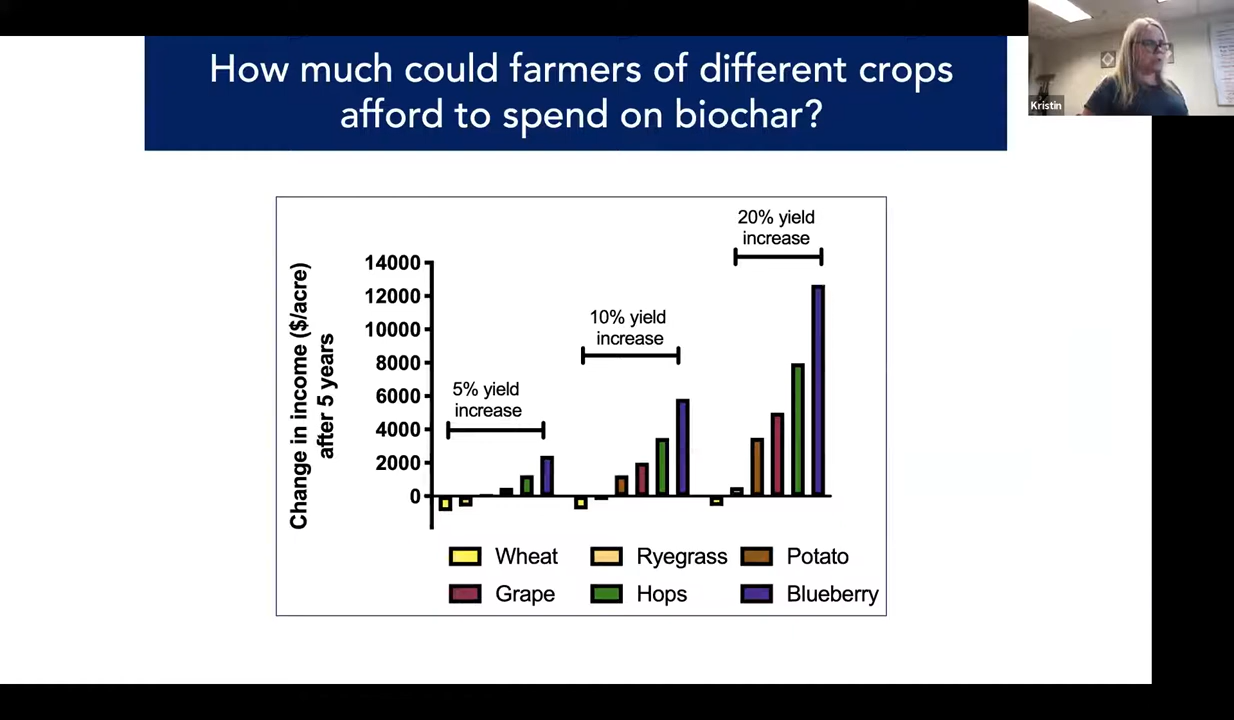 How much could farmers of different crops
afford to spend on biochar?
Kristin
Change in income ($/acre)
after 5 years
14000
12000
10000
8000
6000
4000
2000
0
5% yield
increase
10% yield
increase
20% yield
increase
Wheat
Ryegrass
Potato
Grape
Hops
Blueberry